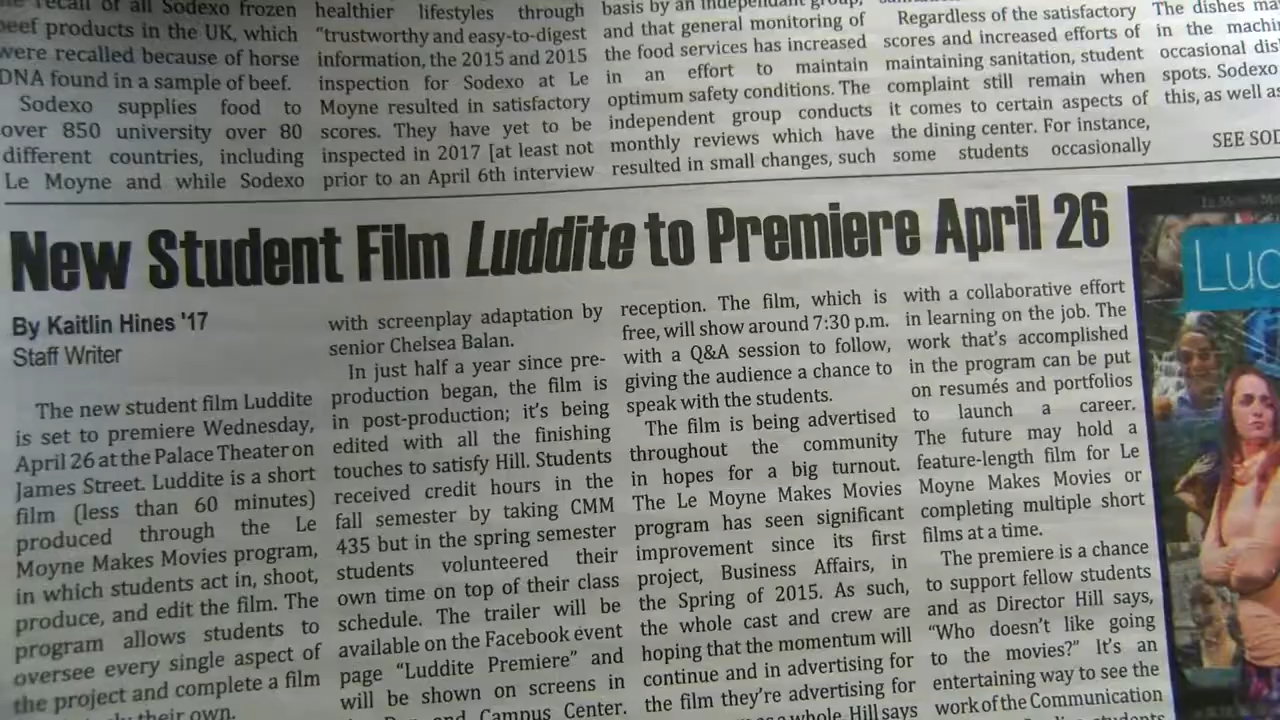 recall of all Sodexo frozen
beef products in the UK, which
were recalled because of horse
DNA found in a sample of beef.
Sodexo supplies food to
over 850 university over 80
different countries, including
Le Moyne and while Sodexo
healthier lifestyles through
"trustworthy and easy-to-digest
information, the 2015 and 2015
inspection for Sodexo at Le
Moyne resulted in satisfactory
scores. They have yet to be
inspected in 2017 [at least not
prior to an April 6th interview
basis by an independent group,
and that general monitoring of
the food services has increased
in an effort to maintain
optimum safety conditions. The
independent group conducts
monthly reviews which have
resulted in small changes, such
Regardless of the satisfactory
scores and increased efforts of
maintaining sanitation, student
complaint still remain when
it comes to certain aspects of
the dining center. For instance,
some students occasionally
The dishes
in the
occasional
spots. Sodexo
this, as well as
SEE
New Student Film Luddite to Premiere April 26
By Kaitlin Hines '17
Staff Writer
The new student film Luddite
is set to premiere Wednesday,
April 26 at the Palace Theater on
James Street. Luddite is a short
film (less than 60 minutes)
produced through the Le
Moyne Makes Movies program,
in which students act in, shoot,
produce, and edit the film. The
program allows students to
oversee every single aspect of
the project and complete a film
their own.
with screenplay adaptation by
senior Chelsea Balan.
In just half a year since pre-
production began, the film is
in post-production; it's being
edited with all the finishing
touches to satisfy Hill. Students
received credit hours in the
fall semester by taking CMM
435 but in the spring semester
students volunteered their
own time on top of their class
schedule. The trailer will be
available on the Facebook event
page "Luddite Premiere" and
will be shown on screens in
and Campus Center.
reception. The film, which is
free, will show around 7:30 p.m.
with a Q&A session to follow,
giving the audience a chance to
speak with the students.
The film is being advertised
throughout the community
in hopes for a big turnout.
The Le Moyne Makes Movies
program has seen significant
improvement since its first
project, Business Affairs, in
the Spring of 2015. As such,
the whole cast and crew are
hoping that the momentum will
continue and in advertising for
the film they're advertising for
whole. Hill says
with a collaborative effort
in learning on the job. The
work that's accomplished
in the program can be put
on resumés and portfolios
to launch a career.
The future may hold a
feature-length film for Le
Moyne Makes Movies or
completing multiple short
films at a time.
The premiere is a chance
to support fellow students
and as Director Hill says,
"Who doesn't like going
to the movies?" It's an
entertaining way to see the
work of the Communication
students